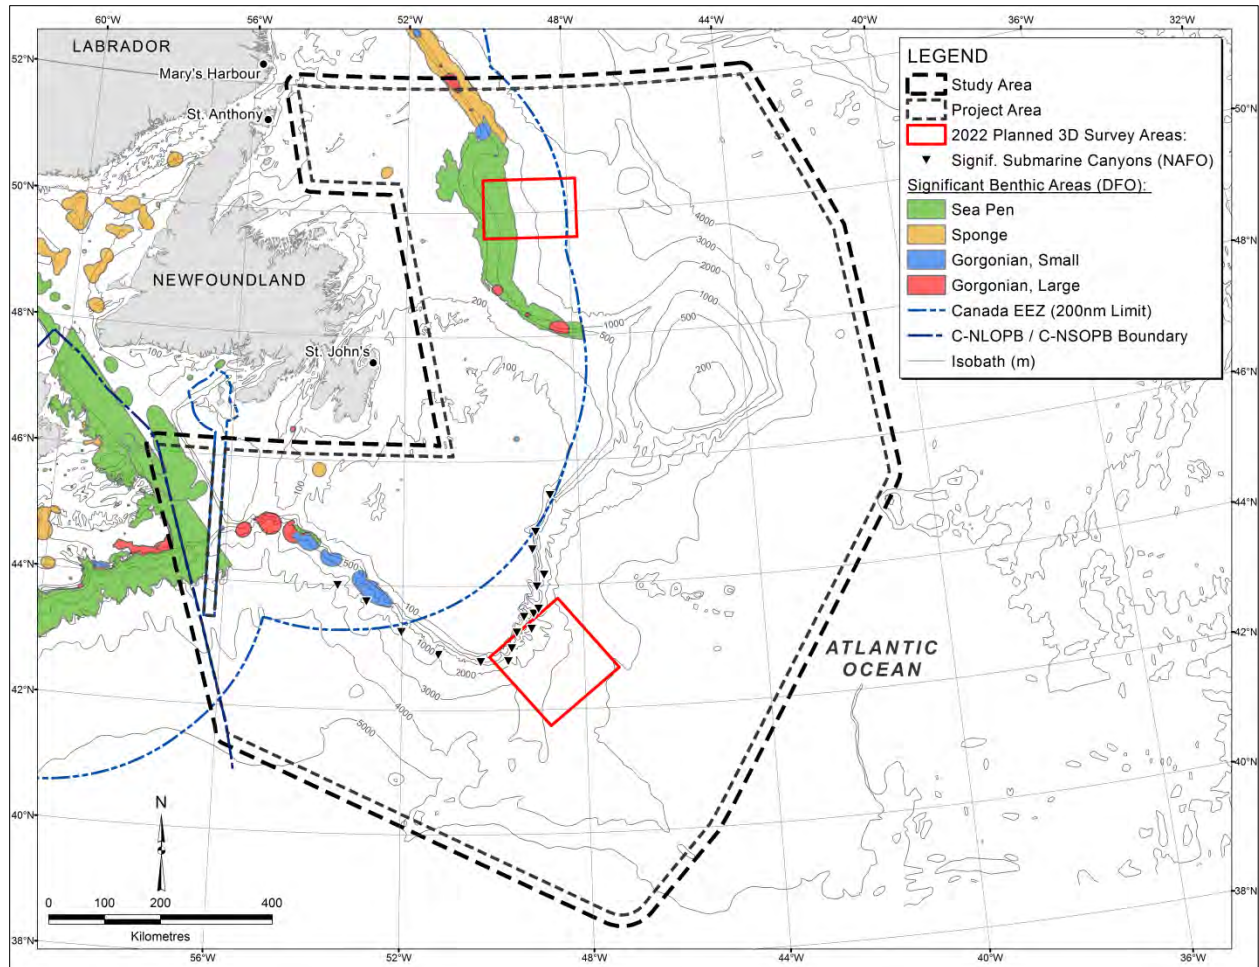 60°W 56°W 52°W 48°W 44°W 40°W 36°W 32°W
LABRADOR
52°N
Mary's Harbour
St. Anthony
50°N
NEWFOUNDLAND
48°N
St. John's
46°N
44°N
42°N
40°N
38°N
LEGEND
Study Area
Project Area
2022 Planned 3D Survey Areas:
Signif. Submarine Canyons (NAFO)
Significant Benthic Areas (DFO):
Sea Pen
Sponge
Gorgonian, Small
Gorgonian, Large
Canada EEZ (200nm Limit)
C-NLOPB / C-NSOPB Boundary
Isobath (m)
50°N
48°N
46°N
44°N
42°N
40°N
38°N
4000
3000
2000
1000
500
200
200
1000
500
100
100
100
500
100
1000
2000
3000
4000
5000
3000
ATLANTIC
OCEAN
N
0 100 200 400
Kilometres
56°W 52°W 48°W 44°W 40°W 36°W